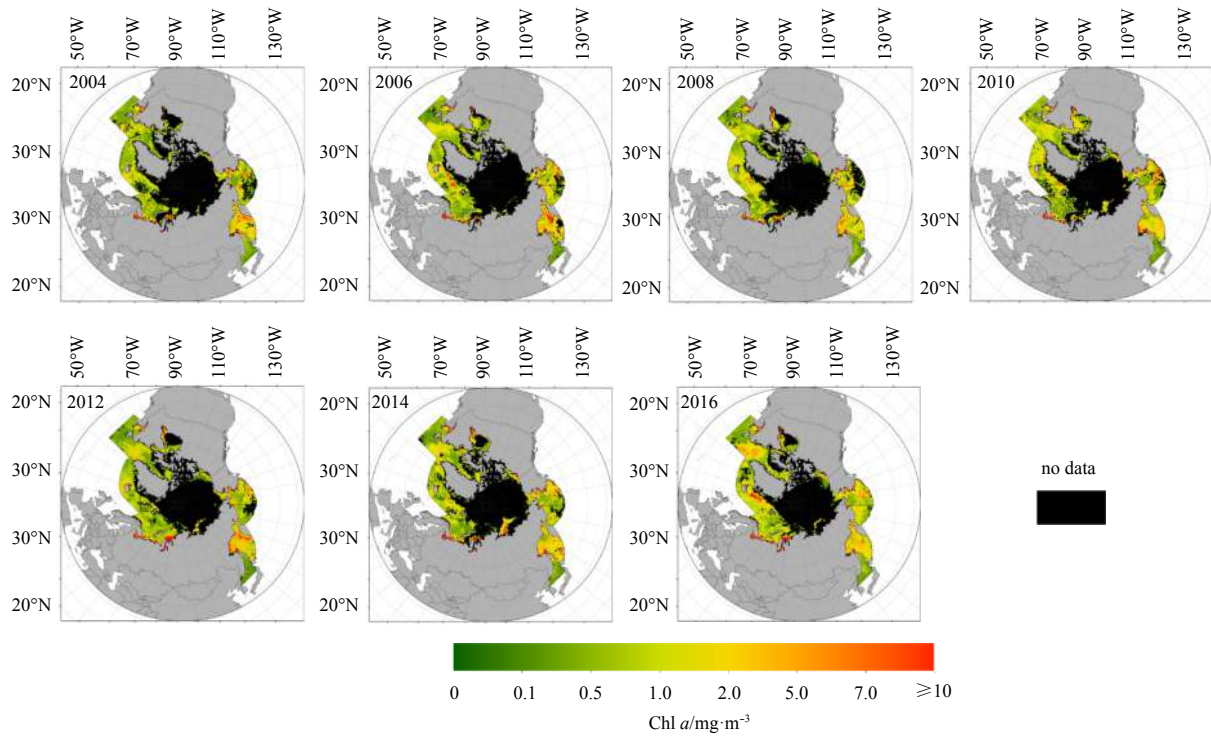 50°W 70°W 90°W 110°W 130°W 50°W 70°W 90°W 110°W 130°W 50°W 70°W 90°W 110°W 130°W 50°W 70°W 90°W 110°W 130°W
20°N 20°N 20°N 20°N
2004 2006 2008 2010
30°N 30°N 30°N 30°N
30°N 30°N 30°N 30°N
20°N 20°N 20°N 20°N
50°W 70°W 90°W 110°W 130°W 50°W 70°W 90°W 110°W 130°W 50°W 70°W 90°W 110°W 130°W
20°N 20°N 20°N
2012 2014 2016
30°N 30°N 30°N
no data
30°N 30°N 30°N
20°N 20°N 20°N
0 0.1 0.5 1.0 2.0 5.0 7.0 ⩾10
Chl a/mg·m⁻³